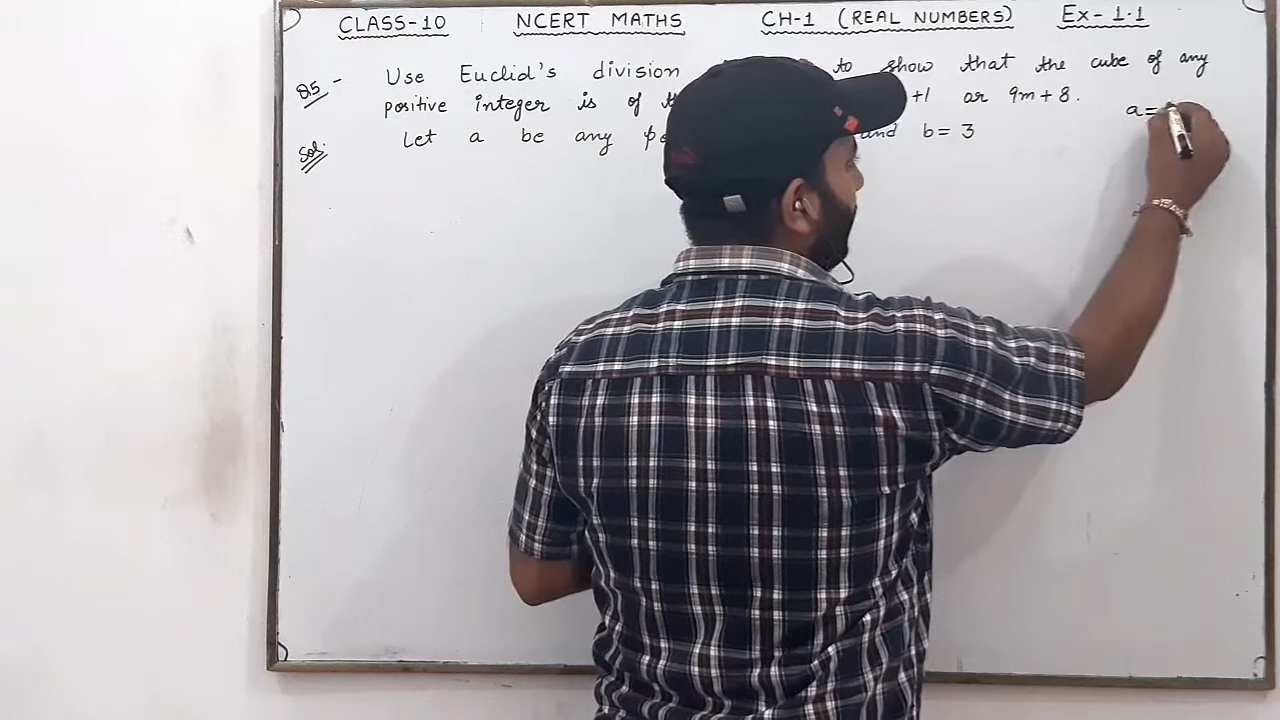 CLASS-10 NCERT MATHS CH-1 (REAL NUMBERS) Ex-1.1
Q.5- Use Euclid's division to show that the cube of any
positive integer is of +1 or 9m+8.
a=
Sol. Let a be any and b=3